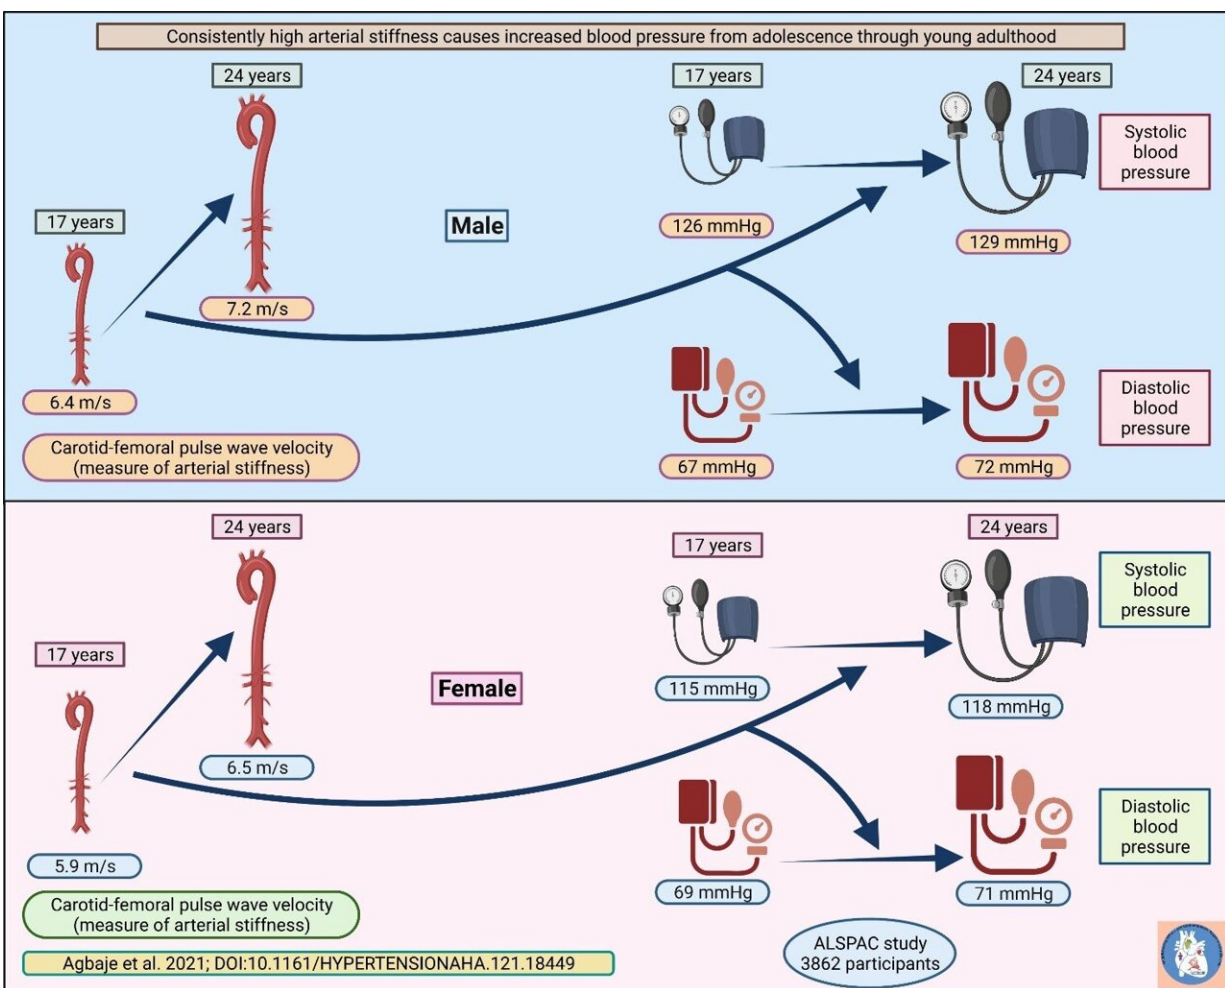 Consistently high arterial stiffness causes increased blood pressure from adolescence through young adulthood
24 years
17 years
24 years
Systolic
blood
pressure
17 years
Male
126 mmHg
129 mmHg
7.2 m/s
6.4 m/s
Diastolic
blood
pressure
Carotid-femoral pulse wave velocity
(measure of arterial stiffness)
67 mmHg
72 mmHg
24 years
17 years
24 years
Systolic
blood
pressure
17 years
Female
115 mmHg
118 mmHg
6.5 m/s
Diastolic
blood
pressure
5.9 m/s
69 mmHg
71 mmHg
Carotid-femoral pulse wave velocity
(measure of arterial stiffness)
ALSPAC study
3862 participants
Agbaje et al. 2021; DOI:10.1161/HYPERTENSIONAHA.121.18449